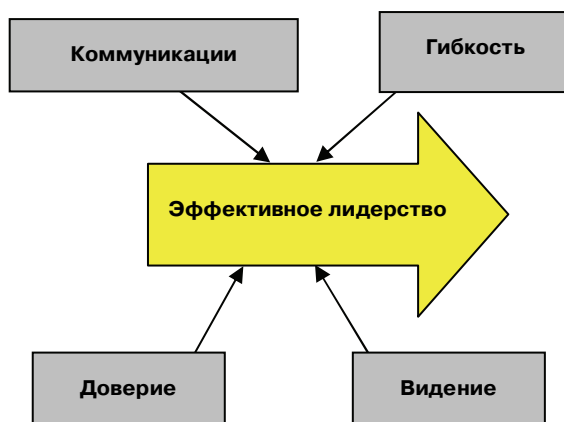 Коммуникации
Гибкость
Эффективное лидерство
Доверие
Видение